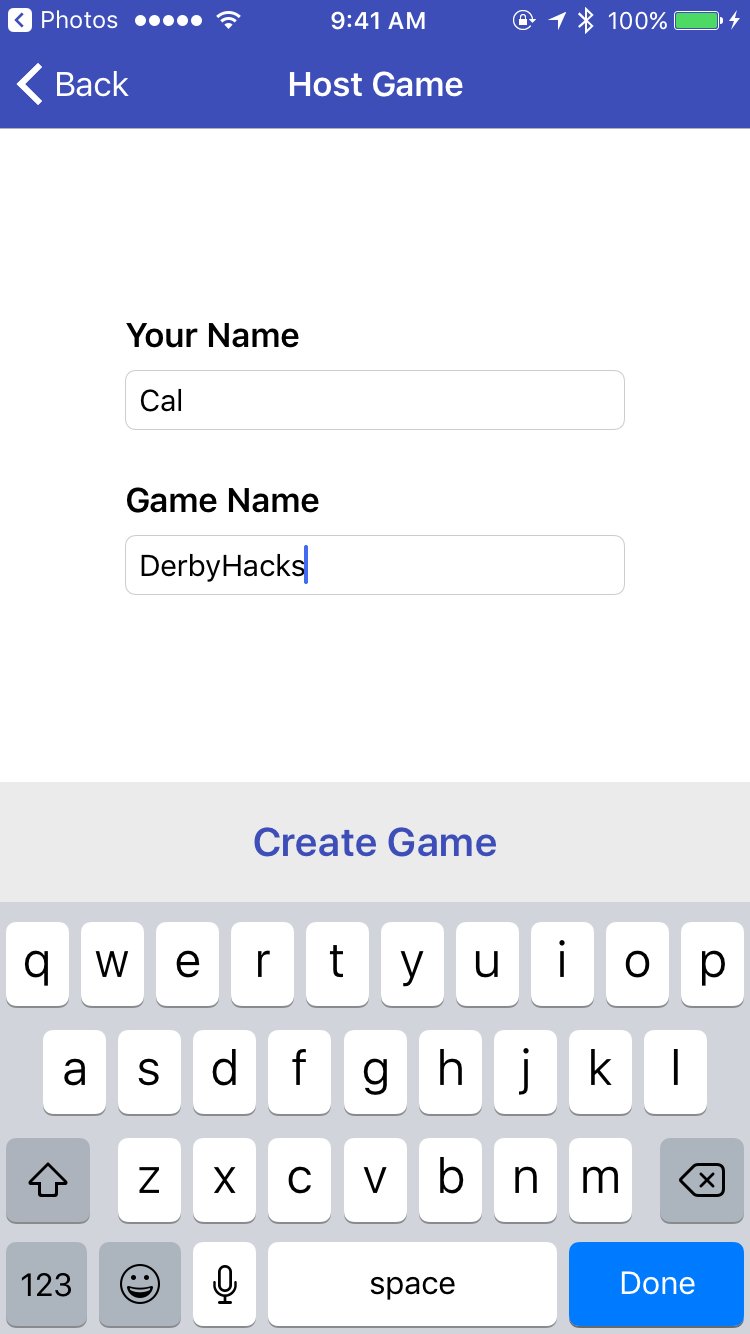 Photos 9:41 AM 100%
Back Host Game
Your Name
Cal
Game Name
DerbyHacks
Create Game
q w e r t y u i o p
a s d f g h j k l
z x c v b n m
123 space Done